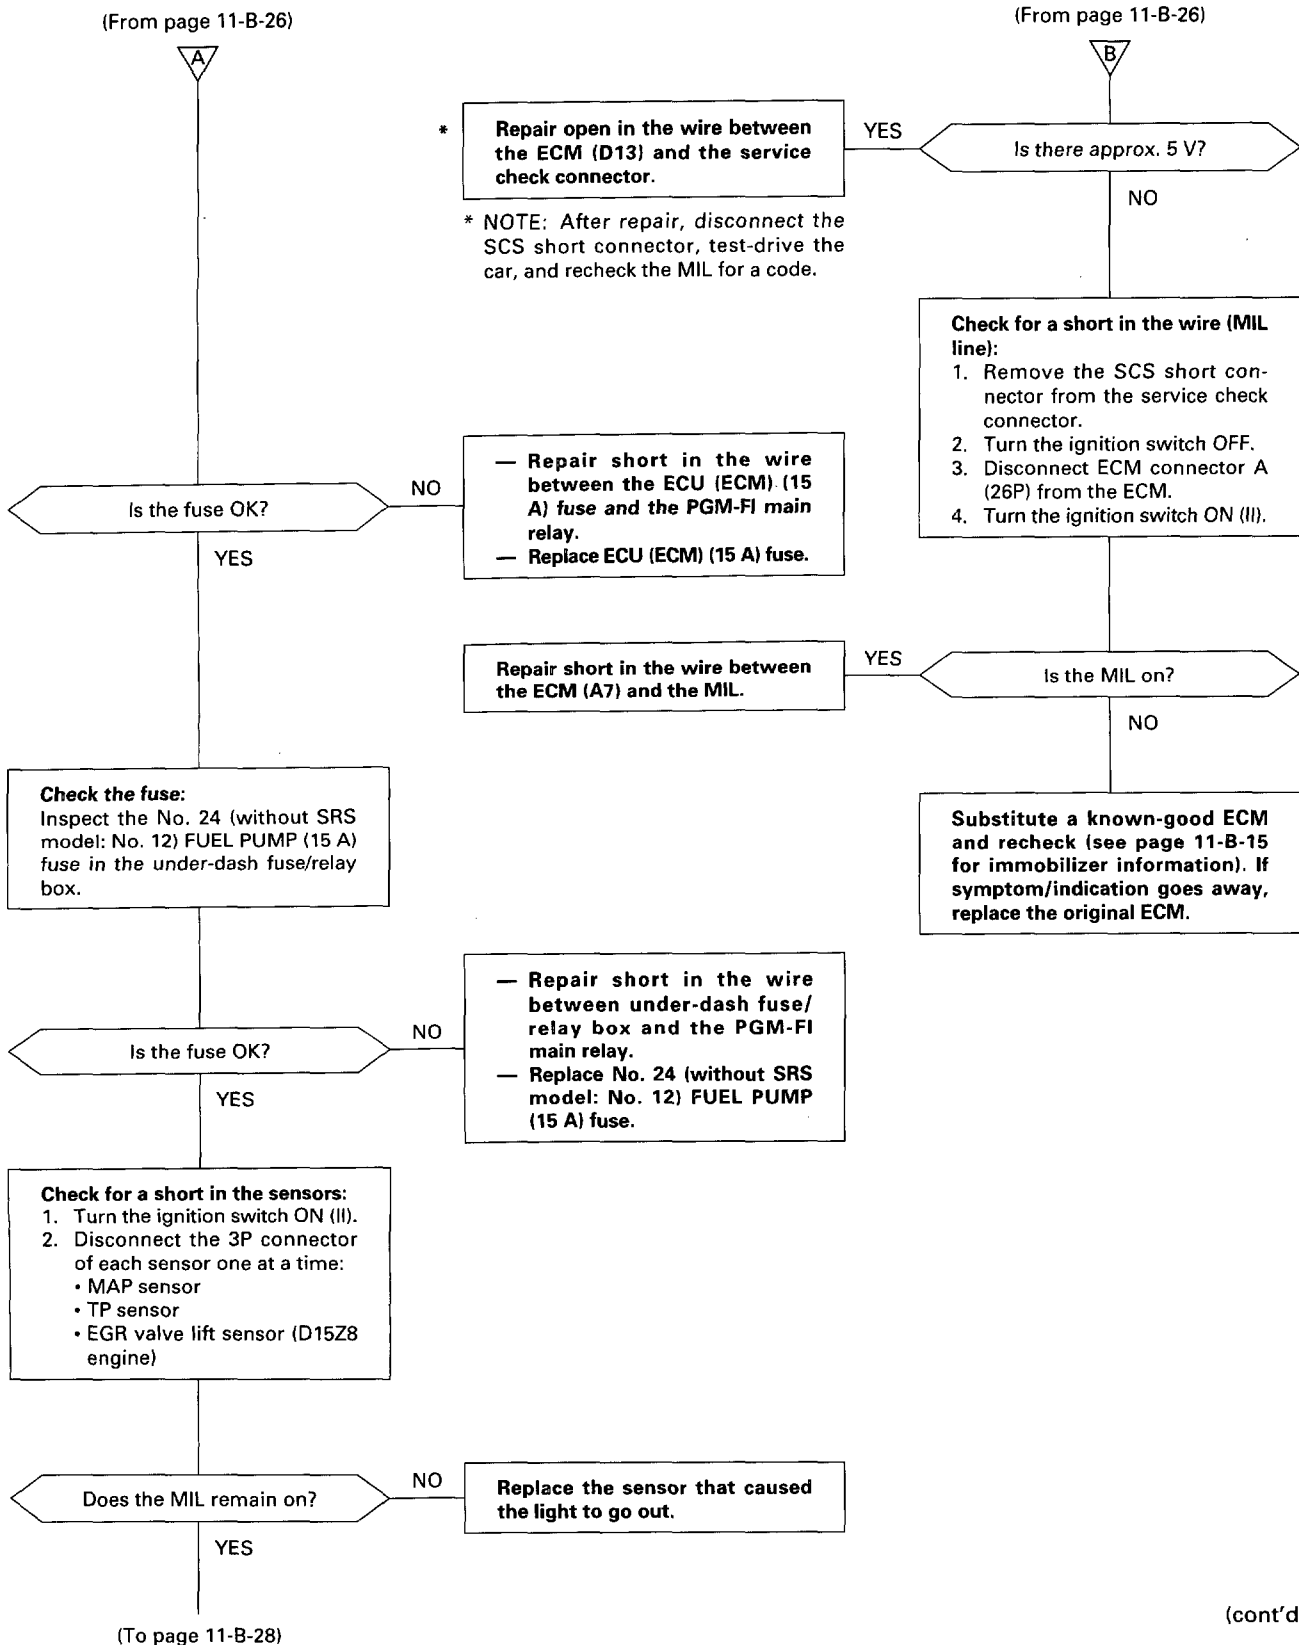 (From page 11-B-26)
A
Is the fuse OK?
NO
— Repair short in the wire
between the ECU (ECM) (15
A) fuse and the PGM-FI main
relay.
— Replace ECU (ECM) (15 A) fuse.
YES
Check the fuse:
Inspect the No. 24 (without SRS
model: No. 12) FUEL PUMP (15 A)
fuse in the under-dash fuse/relay
box.
Is the fuse OK?
NO
— Repair short in the wire
between under-dash fuse/
relay box and the PGM-FI
main relay.
— Replace No. 24 (without SRS
model: No. 12) FUEL PUMP
(15 A) fuse.
YES
Check for a short in the sensors:
1. Turn the ignition switch ON (II).
2. Disconnect the 3P connector
of each sensor one at a time:
• MAP sensor
• TP sensor
• EGR valve lift sensor (D15Z8
engine)
Does the MIL remain on?
NO
Replace the sensor that caused
the light to go out.
YES
(To page 11-B-28)
(From page 11-B-26)
B
Is there approx. 5 V?
YES
*
Repair open in the wire between
the ECM (D13) and the service
check connector.
* NOTE: After repair, disconnect the
SCS short connector, test-drive the
car, and recheck the MIL for a code.
NO
Check for a short in the wire (MIL
line):
1. Remove the SCS short con-
nector from the service check
connector.
2. Turn the ignition switch OFF.
3. Disconnect ECM connector A
(26P) from the ECM.
4. Turn the ignition switch ON (II).
Is the MIL on?
YES
Repair short in the wire between
the ECM (A7) and the MIL.
NO
Substitute a known-good ECM
and recheck (see page 11-B-15
for immobilizer information). If
symptom/indication goes away,
replace the original ECM.
(cont'd